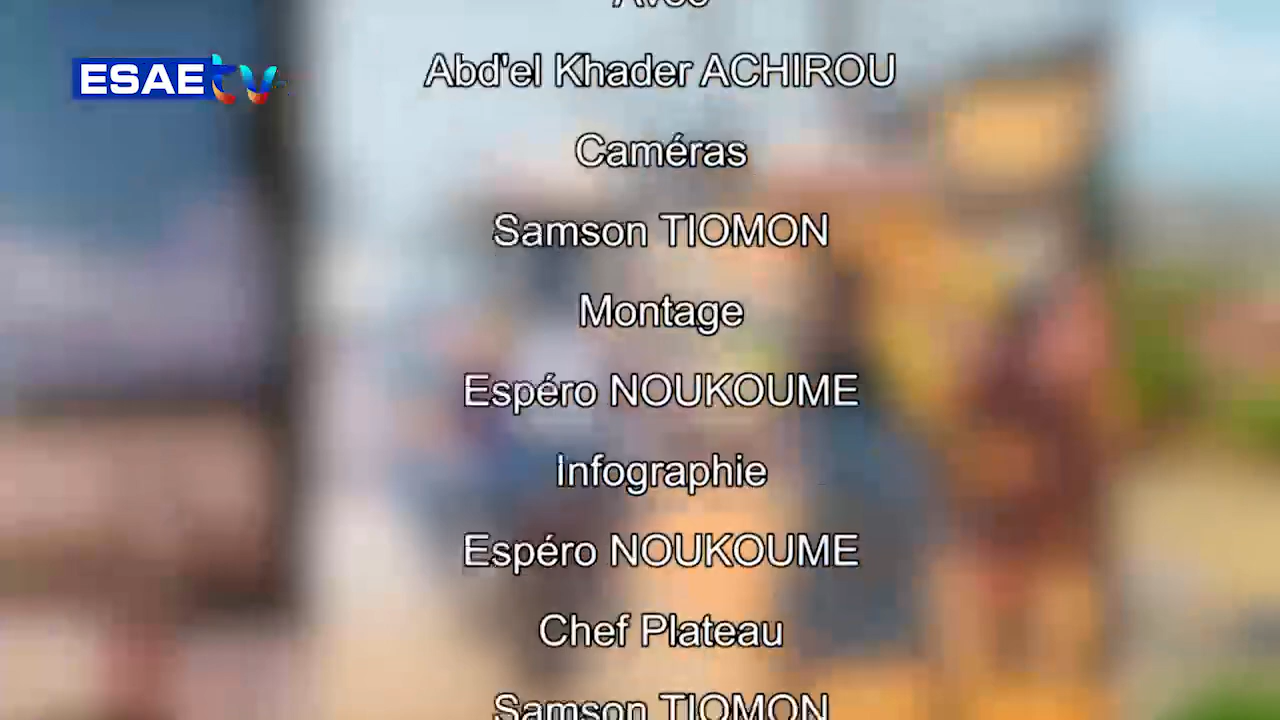 Avec
ESAE tv
Abd'el Khader ACHIROU
Caméras
Samson TIOMON
Montage
Espéro NOUKOUME
Infographie
Espéro NOUKOUME
Chef Plateau
Samson TIOMON